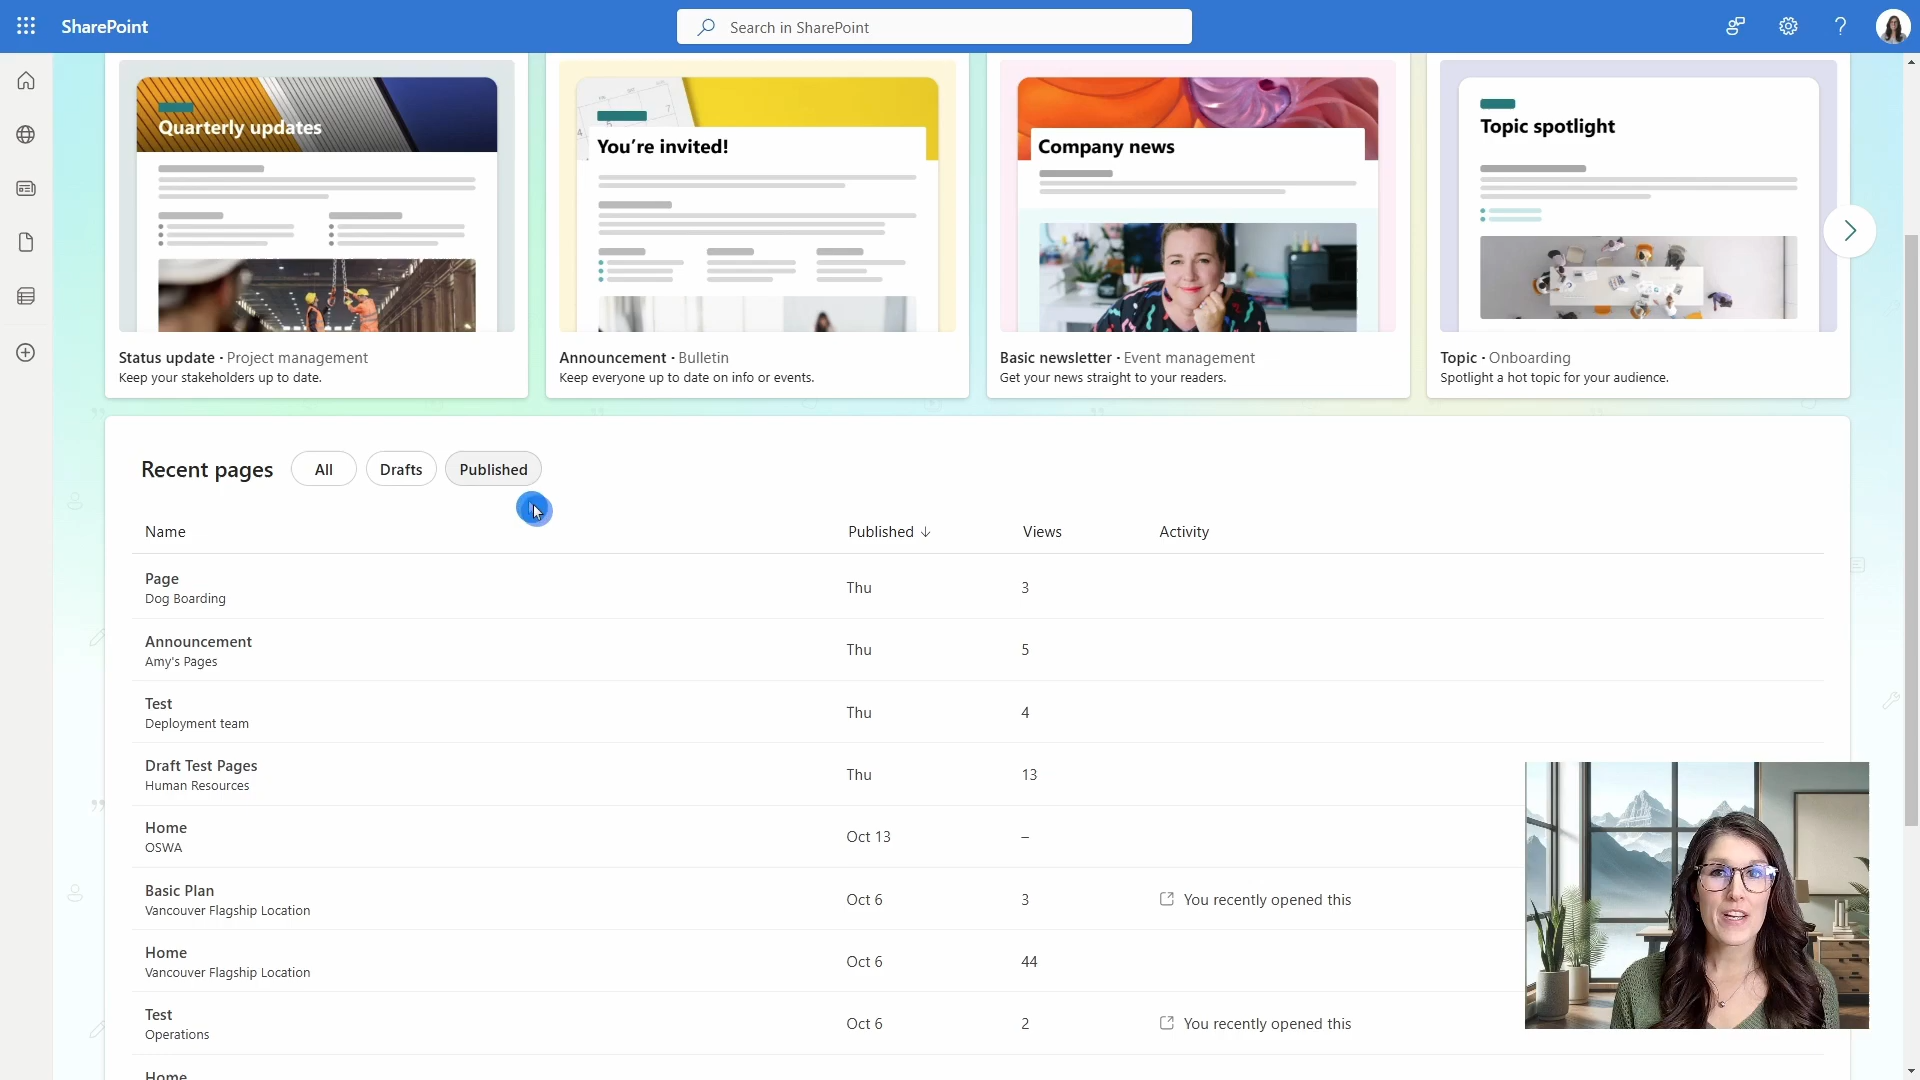 SharePoint
Search in SharePoint
Quarterly updates
You're invited!
Company news
Topic spotlight
Status update • Project management
Keep your stakeholders up to date.
Announcement • Bulletin
Keep everyone up to date on info or events.
Basic newsletter • Event management
Get your news straight to your readers.
Topic • Onboarding
Spotlight a hot topic for your audience.
Recent pages All Drafts Published
Name Published ↓ Views Activity
Page
Dog Boarding
Thu 3
Announcement
Amy's Pages
Thu 5
Test
Deployment team
Thu 4
Draft Test Pages
Human Resources
Thu 13
Home
OSWA
Oct 13 –
Basic Plan
Vancouver Flagship Location
Oct 6 3 You recently opened this
Home
Vancouver Flagship Location
Oct 6 44
Test
Operations
Oct 6 2 You recently opened this
Home